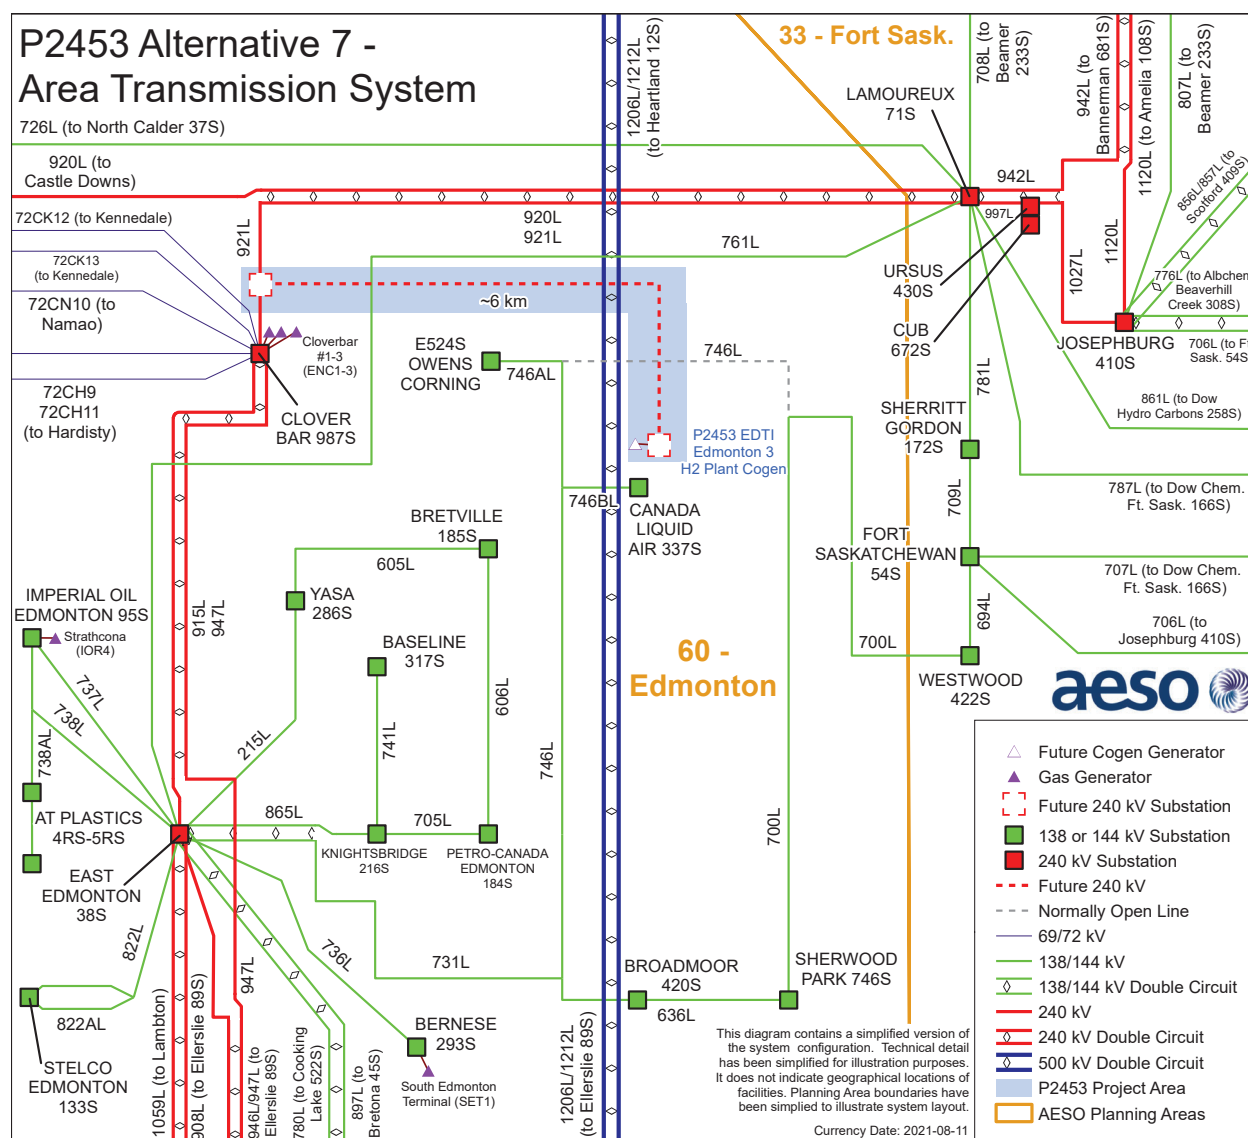 P2453 Alternative 7 -
Area Transmission System
726L (to North Calder 37S)
920L (to
Castle Downs)
72CK12 (to Kennedale)
72CK13
(to Kennedale)
72CN10 (to
Namao)
72CH9
72CH11
(to Hardisty)
921L
920L
921L
761L
~6 km
Cloverbar
#1-3
(ENC1-3)
CLOVER
BAR 987S
E524S
OWENS
CORNING
746AL
746L
1206L/1212L
(to Heartland 12S)
33 - Fort Sask.
708L (to
Beamer
233S)
LAMOUREUX
71S
942L (to
Bannerman 681S)
1120L (to Amelia 108S)
807L (to
Beamer 233S)
856L/857L (to
Scotford 409S)
942L
997L
URSUS
430S
CUB
672S
1027L
1120L
776L (to Albchem
Beaverhill
Creek 308S)
JOSEPHBURG
410S
706L (to Ft
Sask. 54S
861L (to Dow
Hydro Carbons 258S)
781L
SHERRITT
GORDON
172S
787L (to Dow Chem.
Ft. Sask. 166S)
709L
FORT
SASKATCHEWAN
54S
707L (to Dow Chem.
Ft. Sask. 166S)
694L
706L (to
Josephburg 410S)
700L
WESTWOOD
422S
P2453 EDTI
Edmonton 3
H2 Plant Cogen
746BL
CANADA
LIQUID
AIR 337S
BRETVILLE
185S
605L
YASA
286S
BASELINE
317S
606L
741L
746L
60 -
Edmonton
IMPERIAL OIL
EDMONTON 95S
Strathcona
(IOR4)
915L
947L
737L
738L
738AL
215L
AT PLASTICS
4RS-5RS
865L
705L
KNIGHTSBRIDGE
216S
PETRO-CANADA
EDMONTON
184S
EAST
EDMONTON
38S
822L
822AL
STELCO
EDMONTON
133S
947L
736L
731L
700L
BROADMOOR
420S
636L
SHERWOOD
PARK 746S
BERNESE
293S
South Edmonton
Terminal (SET1)
1059L (to Lambton)
908L (to Ellerslie 89S)
946L/947L (to
Ellerslie 89S)
780L (to Cooking
Lake 522S)
897L (to
Bretona 45S)
1206L/1212L
(to Ellerslie 89S)
This diagram contains a simplified version of
the system configuration. Technical detail
has been simplified for illustration purposes.
It does not indicate geographical locations of
facilities. Planning Area boundaries have
been simplied to illustrate system layout.
Currency Date: 2021-08-11
aeso
Future Cogen Generator
Gas Generator
Future 240 kV Substation
138 or 144 kV Substation
240 kV Substation
Future 240 kV
Normally Open Line
69/72 kV
138/144 kV
138/144 kV Double Circuit
240 kV
240 kV Double Circuit
500 kV Double Circuit
P2453 Project Area
AESO Planning Areas